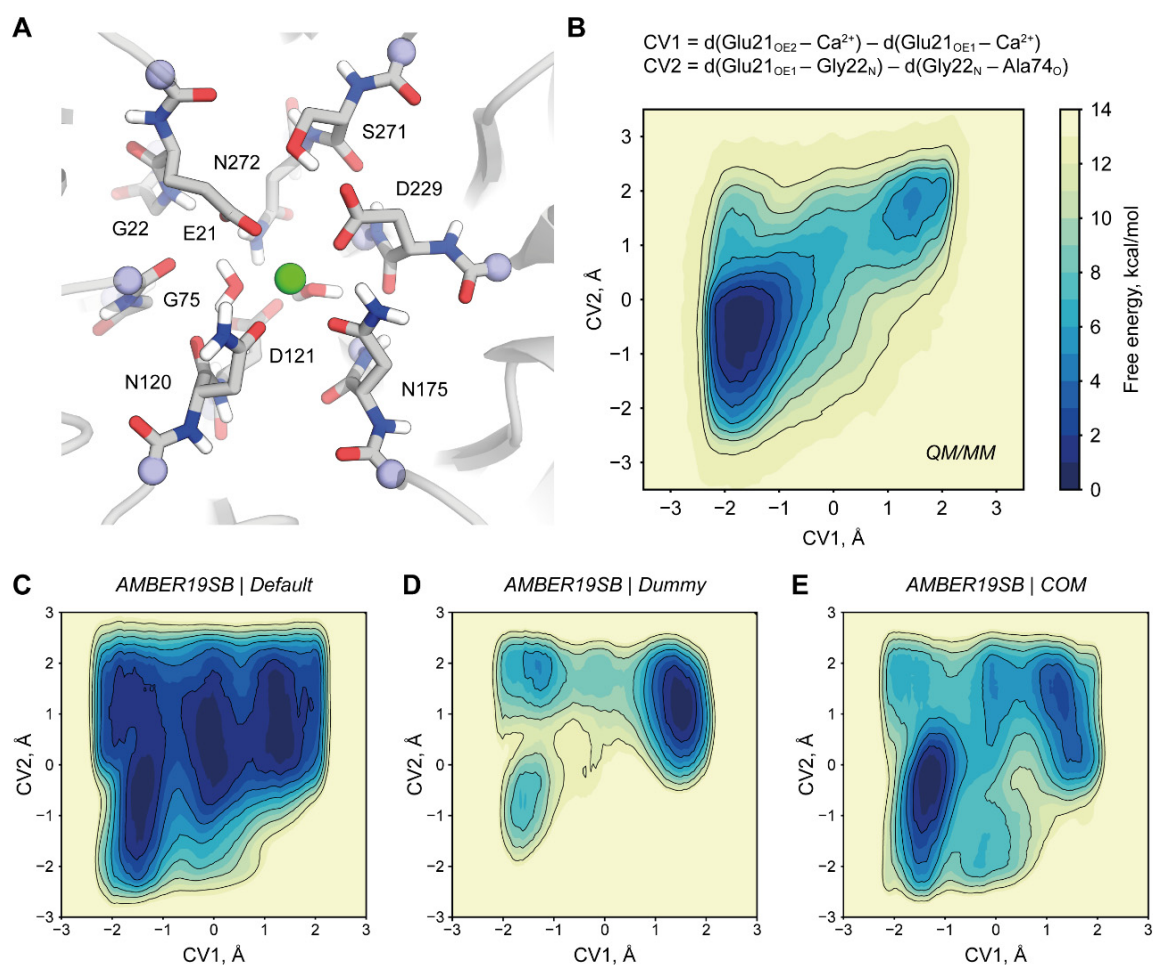 A
S271
N272
D229
G22
E21
G75
D121
N120
N175
B
CV1 = d(Glu21OE2 – Ca2+) – d(Glu21OE1 – Ca2+)
CV2 = d(Glu21OE1 – Gly22N) – d(Gly22N – Ala74O)
3
2
1
0
−1
−2
−3
CV2, Å
QM/MM
−3 −2 −1 0 1 2 3
CV1, Å
14
12
10
8
6
4
2
0
Free energy, kcal/mol
C
AMBER19SB | Default
3
2
1
0
−1
−2
−3
CV2, Å
−3 −2 −1 0 1 2 3
CV1, Å
D
AMBER19SB | Dummy
3
2
1
0
−1
−2
−3
CV2, Å
−3 −2 −1 0 1 2 3
CV1, Å
E
AMBER19SB | COM
3
2
1
0
−1
−2
−3
CV2, Å
−3 −2 −1 0 1 2 3
CV1, Å